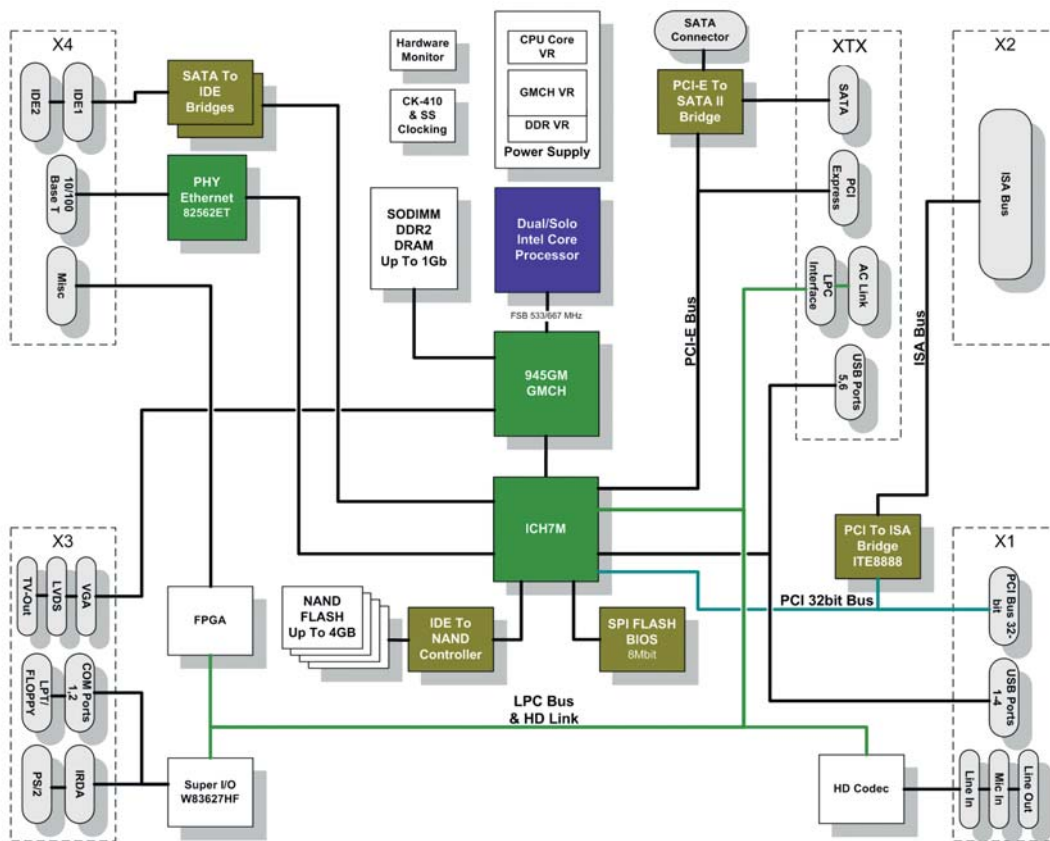 X4
IDE2
IDE1
10/100
Base T
Misc
SATA To
IDE
Bridges
PHY
Ethernet
82562ET
Hardware
Monitor
CK-410
& SS
Clocking
CPU Core
VR
GMCH VR
DDR VR
Power Supply
SODIMM
DDR2
DRAM
Up To 1Gb
Dual/Solo
Intel Core
Processor
FSB 533/667 MHz
945GM
GMCH
ICH7M
SATA
Connector
PCI-E To
SATA II
Bridge
PCI-E Bus
XTX
SATA
PCI
Express
LPC
Interface
AC Link
USB Ports
5,6
X2
ISA Bus
ISA Bus
PCI To ISA
Bridge
ITE8888
PCI 32bit Bus
X1
PCI Bus 32-
bit
USB Ports
1-4
Line In
Mic In
Line Out
HD Codec
X3
TV-Out
LVDS
VGA
LPT/
FLOPPY
COM Ports
1,2
PS/2
IRDA
FPGA
Super I/O
W83627HF
NAND
FLASH
Up To 4GB
IDE To
NAND
Controller
SPI FLASH
BIOS
8Mbit
LPC Bus
& HD Link